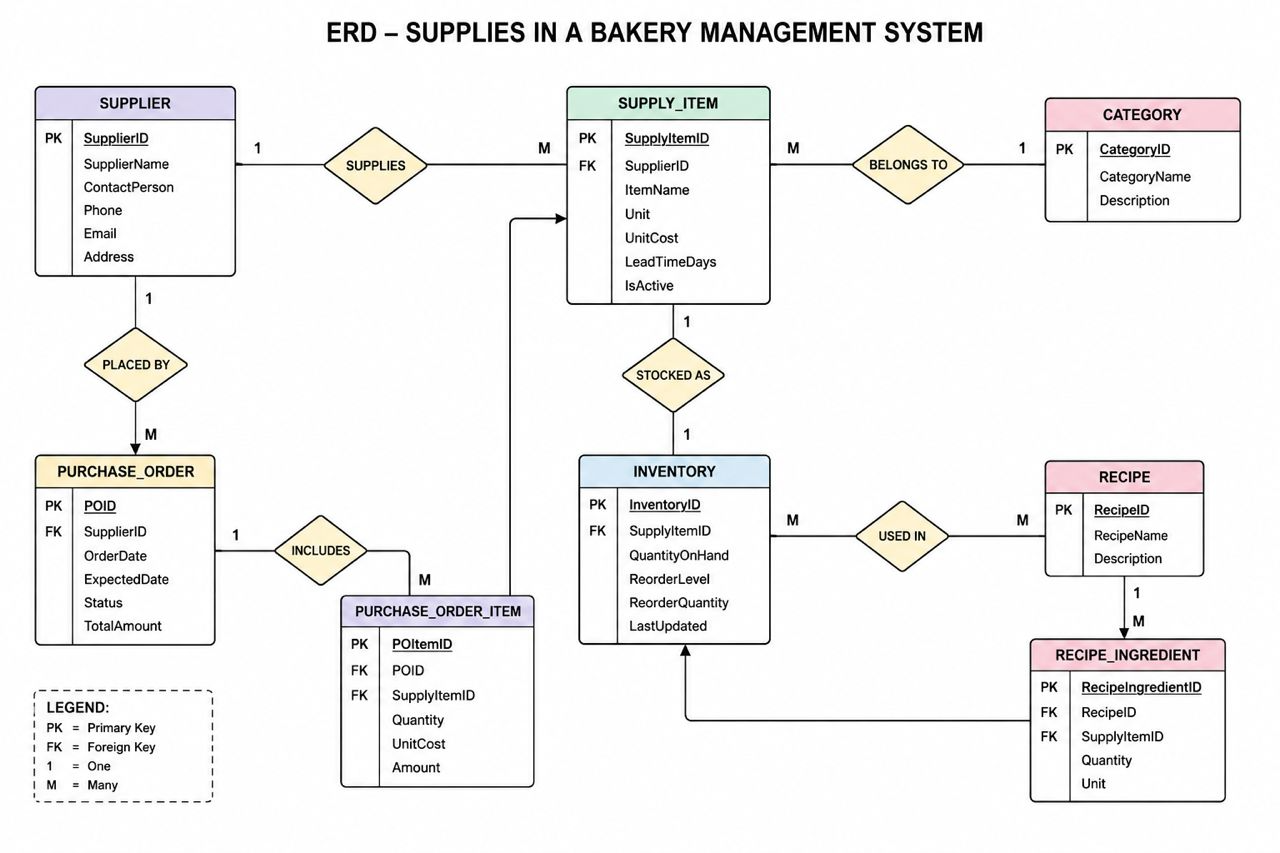 ERD – SUPPLIES IN A BAKERY MANAGEMENT SYSTEM
SUPPLIER
PK SupplierID
SupplierName
ContactPerson
Phone
Email
Address
1
SUPPLIES
M
SUPPLY_ITEM
PK SupplyItemID
FK SupplierID
ItemName
Unit
UnitCost
LeadTimeDays
IsActive
M
BELONGS TO
1
CATEGORY
PK CategoryID
CategoryName
Description
1
PLACED BY
M
1
STOCKED AS
1
PURCHASE_ORDER
PK POID
FK SupplierID
OrderDate
ExpectedDate
Status
TotalAmount
1
INCLUDES
M
PURCHASE_ORDER_ITEM
PK POItemID
FK POID
FK SupplyItemID
Quantity
UnitCost
Amount
INVENTORY
PK InventoryID
FK SupplyItemID
QuantityOnHand
ReorderLevel
ReorderQuantity
LastUpdated
M
USED IN
M
RECIPE
PK RecipeID
RecipeName
Description
1
M
RECIPE_INGREDIENT
PK RecipeIngredientID
FK RecipeID
FK SupplyItemID
Quantity
Unit
LEGEND:
PK = Primary Key
FK = Foreign Key
1 = One
M = Many